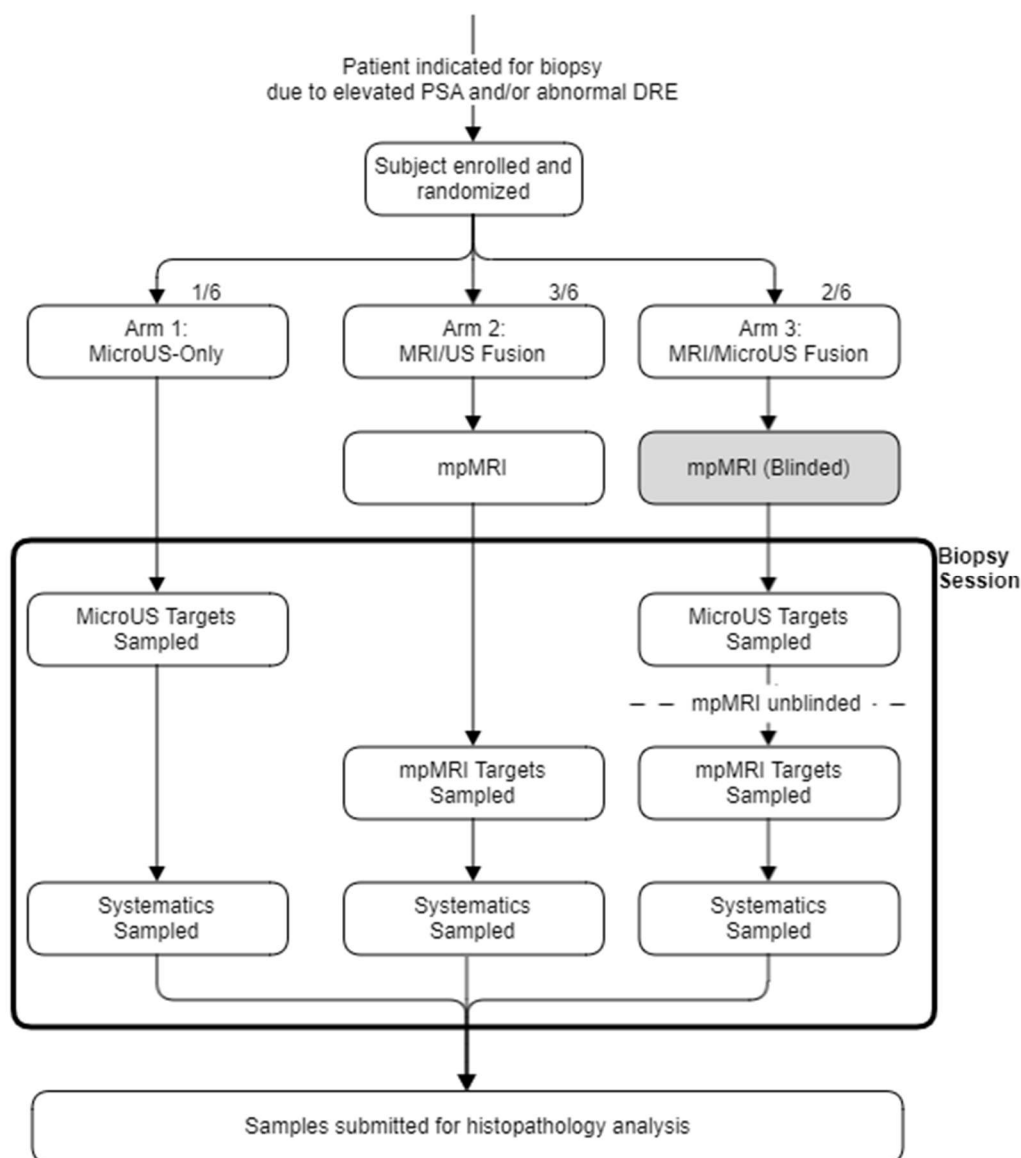 Patient indicated for biopsy
due to elevated PSA and/or abnormal DRE
Subject enrolled and
randomized
1/6
3/6
2/6
Arm 1:
MicroUS-Only
Arm 2:
MRI/US Fusion
Arm 3:
MRI/MicroUS Fusion
mpMRI
mpMRI (Blinded)
Biopsy
Session
MicroUS Targets
Sampled
MicroUS Targets
Sampled
mpMRI unblinded
mpMRI Targets
Sampled
mpMRI Targets
Sampled
Systematics
Sampled
Systematics
Sampled
Systematics
Sampled
Samples submitted for histopathology analysis